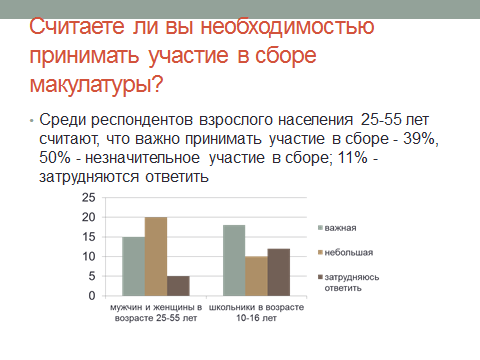 Считаете ли вы необходимостью
принимать участие в сборе
макулатуры?
• Среди респондентов взрослого населения 25-55 лет
считают, что важно принимать участие в сборе - 39%,
50% - незначительное участие в сборе; 11% -
затрудняются ответить
25
20
15
10
5
0
мужчин и женщины в
возрасте 25-55 лет
школьники в возрасте
10-16 лет
важная
небольшая
затрудняюсь
ответить